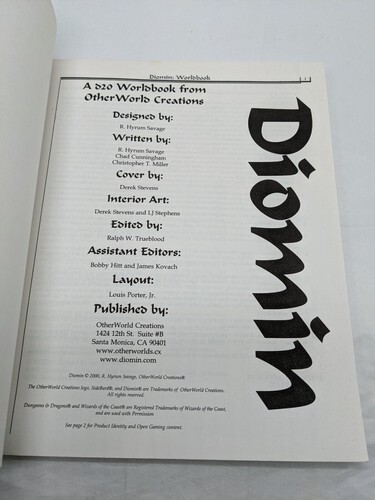 Diomin: Worldbook
1
A d20 Worldbook from
OtherWorld Creations
Designed by:
R. Hyrum Savage
Written by:
R. Hyrum Savage
Chad Cunningham
Christopher T. Miller
Cover by:
Derek Stevens
Interior Art:
Derek Stevens and LJ Stephens
Edited by:
Ralph W. Trueblood
Assistant Editors:
Bobby Hitt and James Kovach
Layout:
Louis Porter, Jr.
Published by:
OtherWorld Creations
1424 12th St. Suite #B
Santa Monica, CA 90401
www.otherworlds.cx
www.diomin.com
Diomin © 2000, R. Hyrum Savage, OtherWorld Creations®
The OtherWorld Creations logo, SideBard®, and Diomin® are Trademarks of OtherWorld Creations.
All rights reserved.
Dungeons & Dragons® and Wizards of the Coast® are Registered Trademarks of Wizards of the Coast,
and are used with Permission.
See page 2 for Product Identity and Open Gaming content.
Diomin